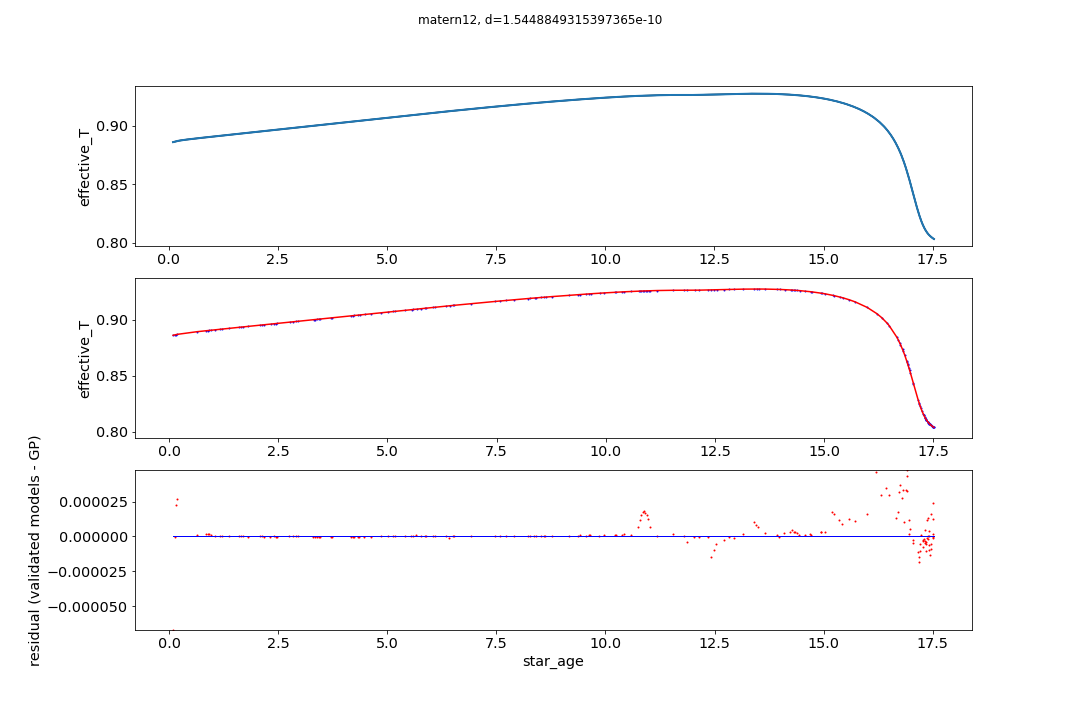 matern12, d=1.5448849315397365e-10
effective_T
0.90
0.85
0.80
0.0 2.5 5.0 7.5 10.0 12.5 15.0 17.5
effective_T
0.90
0.85
0.80
0.0 2.5 5.0 7.5 10.0 12.5 15.0 17.5
residual (validated models - GP)
0.000025
0.000000
−0.000025
−0.000050
0.0 2.5 5.0 7.5 10.0 12.5 15.0 17.5
star_age